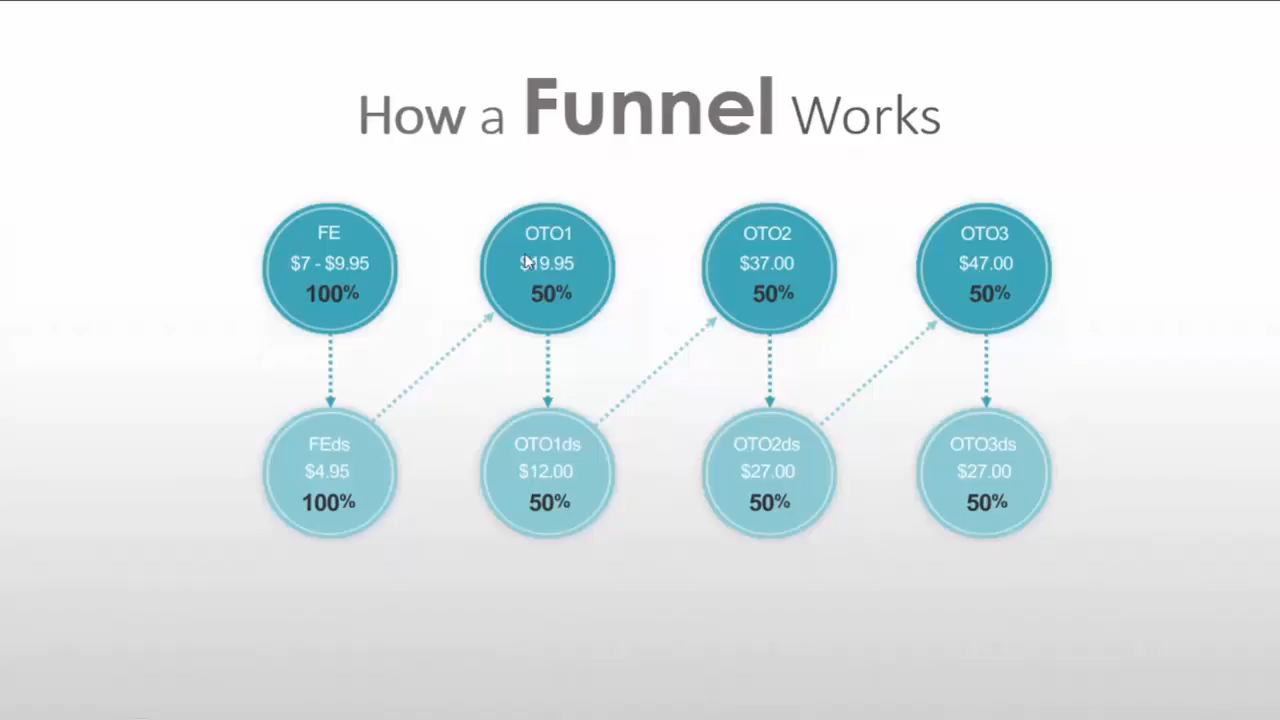 How a Funnel Works
FE
$7 - $9.95
100%
OTO1
$19.95
50%
OTO2
$37.00
50%
OTO3
$47.00
50%
FEds
$4.95
100%
OTO1ds
$12.00
50%
OTO2ds
$27.00
50%
OTO3ds
$27.00
50%